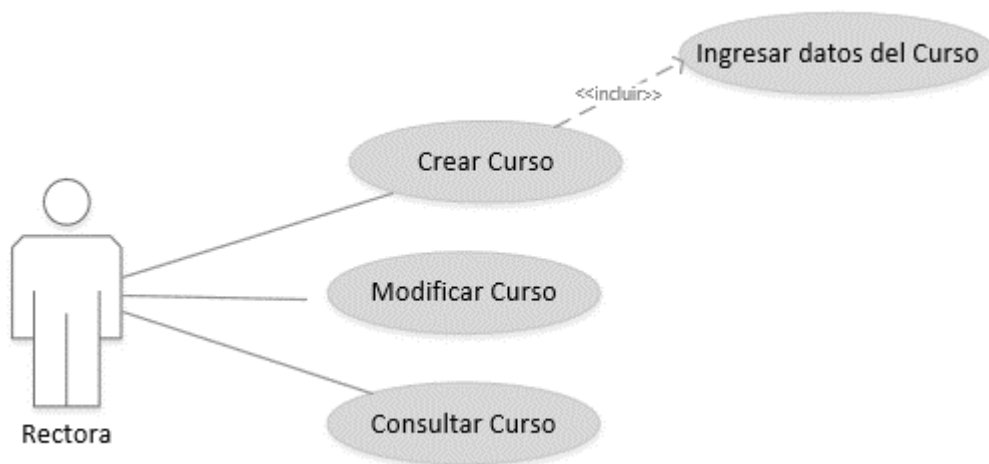 Ingresar datos del Curso
<<incluir>>
Crear Curso
Modificar Curso
Consultar Curso
Rectora